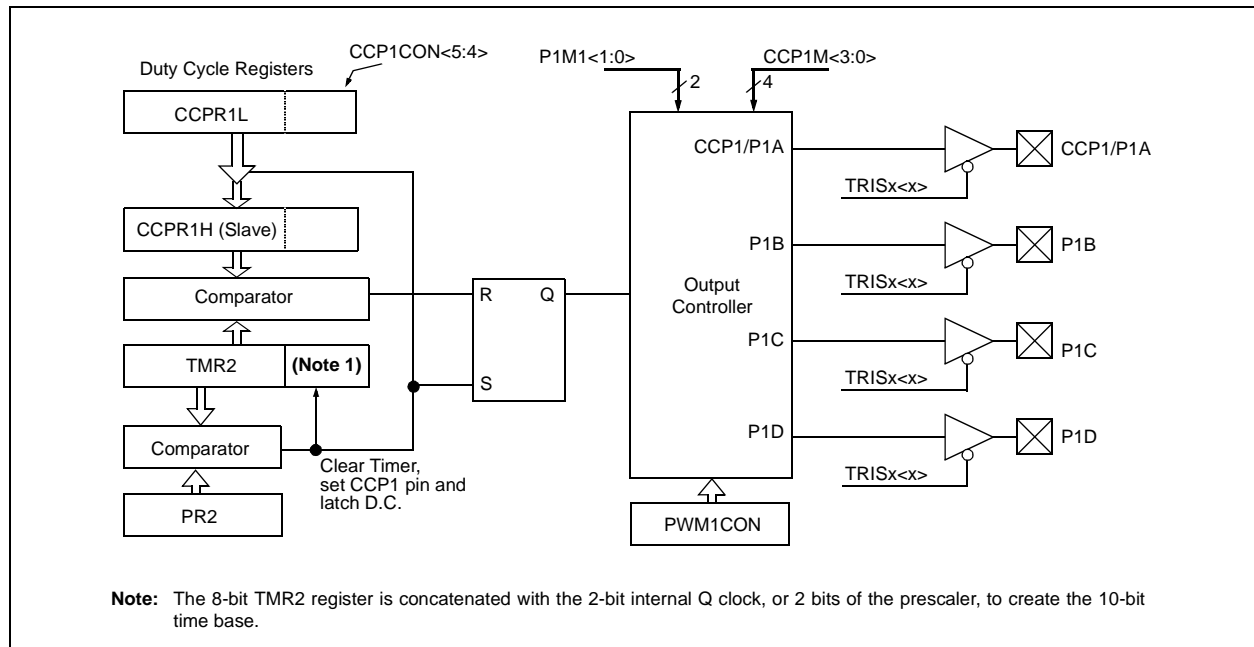 CCP1CON<5:4>
Duty Cycle Registers
CCPR1L
CCPR1H (Slave)
Comparator
TMR2
(Note 1)
Comparator
PR2
Clear Timer,
set CCP1 pin and
latch D.C.
R
Q
S
P1M1<1:0>
2
CCP1M<3:0>
4
Output
Controller
CCP1/P1A
P1B
P1C
P1D
PWM1CON
TRISx<x>
CCP1/P1A
TRISx<x>
P1B
TRISx<x>
P1C
TRISx<x>
P1D
Note: The 8-bit TMR2 register is concatenated with the 2-bit internal Q clock, or 2 bits of the prescaler, to create the 10-bit
time base.